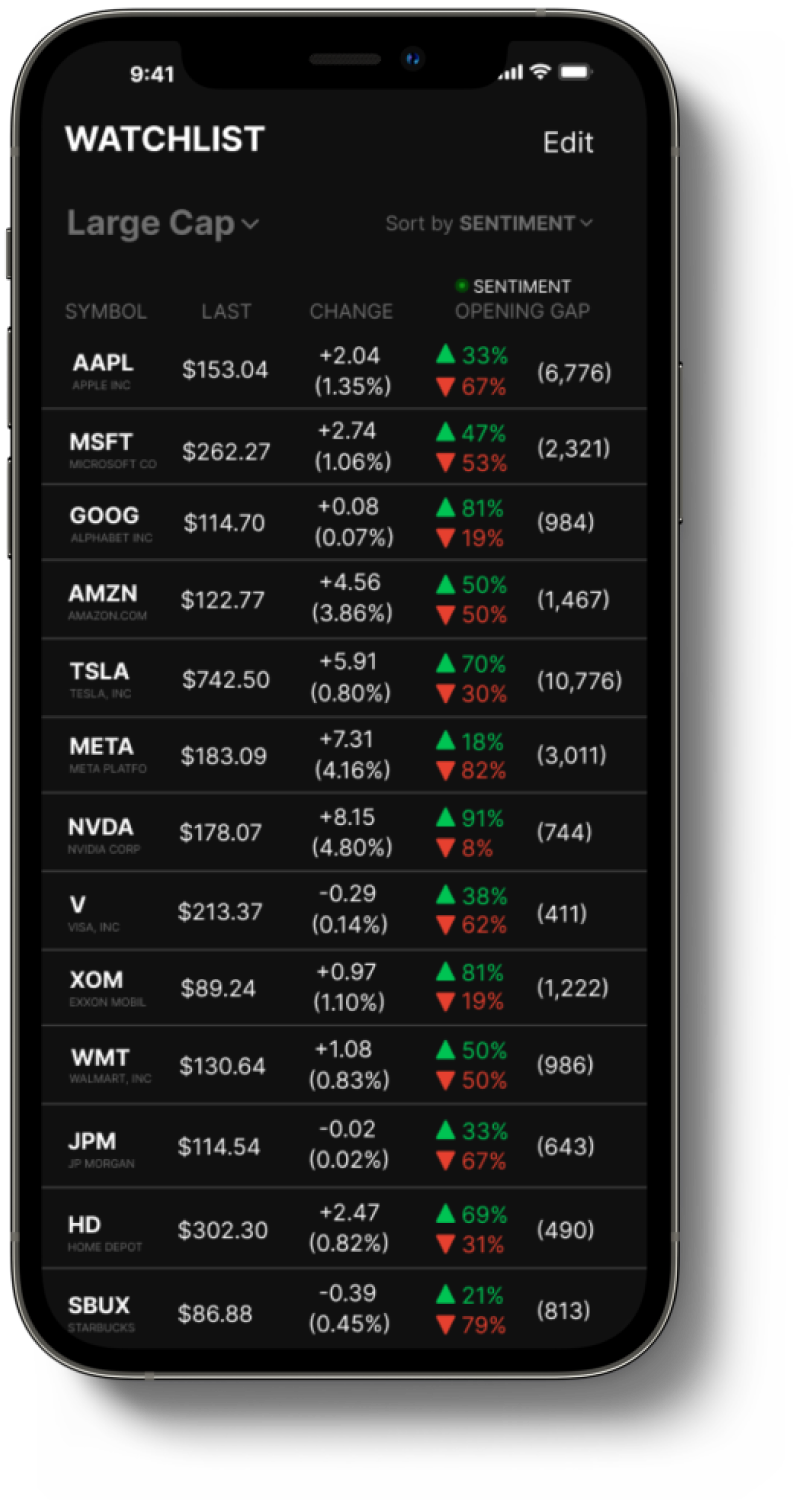 9:41
WATCHLIST Edit
Large Cap Sort by SENTIMENT
SENTIMENT
SYMBOL LAST CHANGE OPENING GAP
AAPL $153.04 +2.04 33% (6,776)
APPLE INC (1.35%) 67%
MSFT $262.27 +2.74 47% (2,321)
MICROSOFT CO (1.06%) 53%
GOOG $114.70 +0.08 81% (984)
ALPHABET INC (0.07%) 19%
AMZN $122.77 +4.56 50% (1,467)
AMAZON.COM (3.86%) 50%
TSLA $742.50 +5.91 70% (10,776)
TESLA, INC (0.80%) 30%
META $183.09 +7.31 18% (3,011)
META PLATFO (4.16%) 82%
NVDA $178.07 +8.15 91% (744)
NVIDIA CORP (4.80%) 8%
V $213.37 -0.29 38% (411)
VISA, INC (0.14%) 62%
XOM $89.24 +0.97 81% (1,222)
EXXON MOBIL (1.10%) 19%
WMT $130.64 +1.08 50% (986)
WALMART, INC (0.83%) 50%
JPM $114.54 -0.02 33% (643)
JP MORGAN (0.02%) 67%
HD $302.30 +2.47 69% (490)
HOME DEPOT (0.82%) 31%
SBUX $86.88 -0.39 21% (813)
STARBUCKS (0.45%) 79%